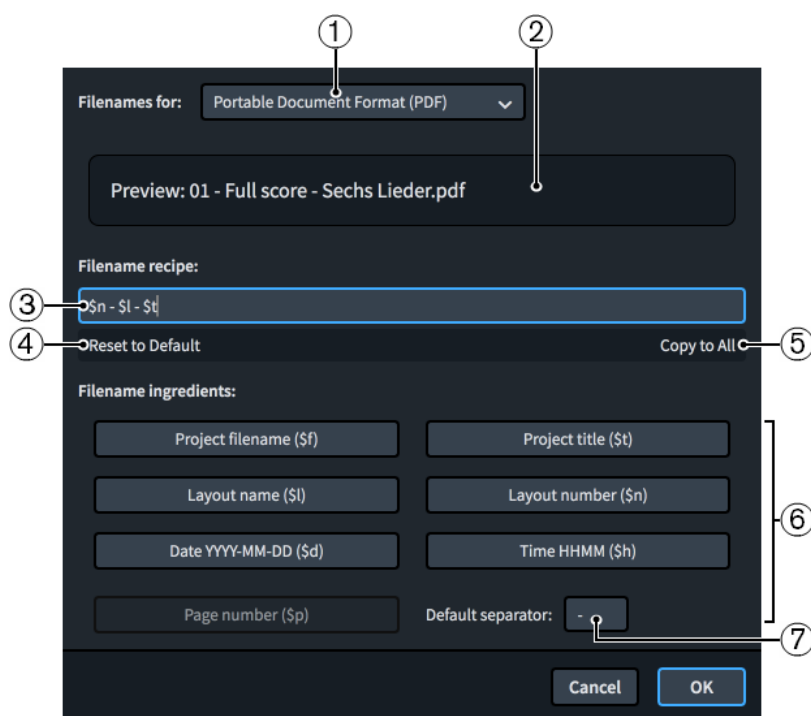 ① ②
Filenames for: Portable Document Format (PDF)
Preview: 01 - Full score - Sechs Lieder.pdf
Filename recipe:
③ $n - $l - $t
④ Reset to Default Copy to All ⑤
Filename ingredients:
Project filename ($f) Project title ($t)
Layout name ($l) Layout number ($n)
⑥
Date YYYY-MM-DD ($d) Time HHMM ($h)
Page number ($p) Default separator: -
⑦
Cancel OK